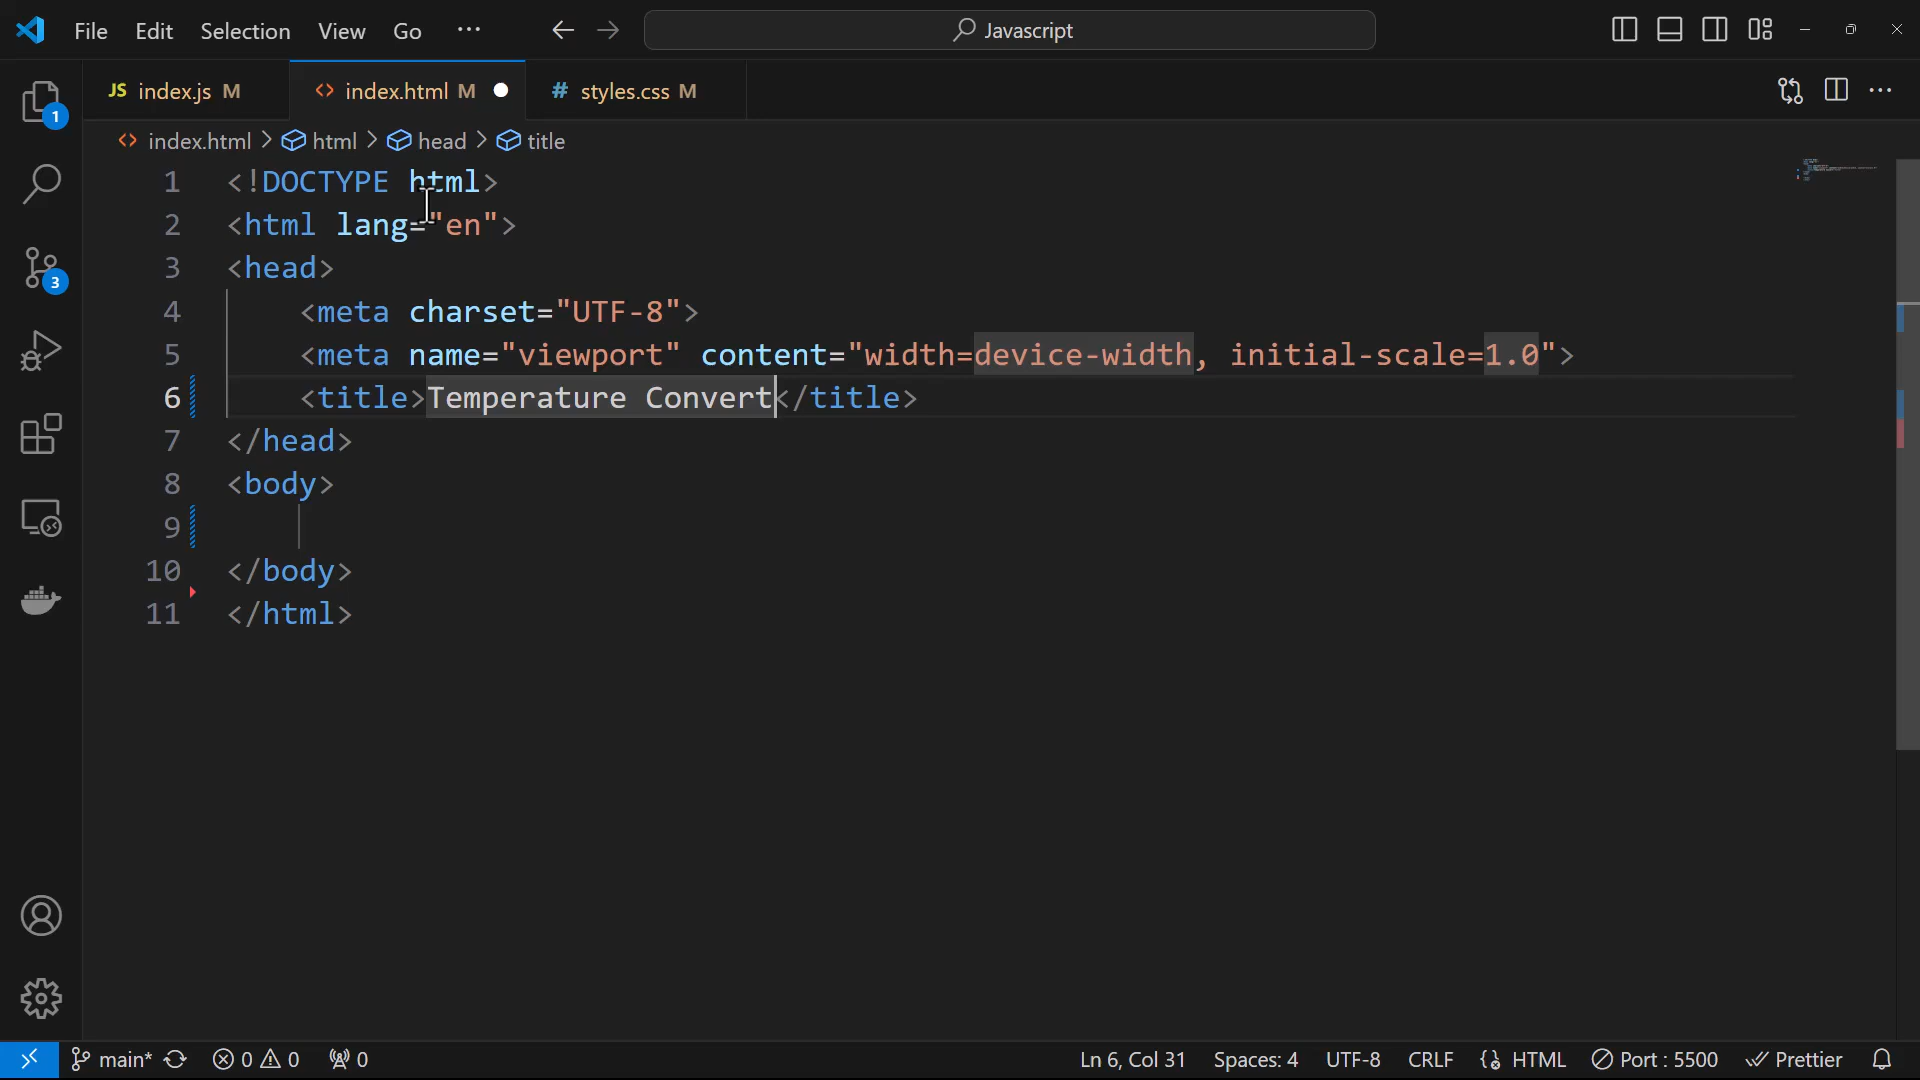 File Edit Selection View Go ··· Javascript
JS index.js M <> index.html M # styles.css M
<> index.html > html > head > title
1 <!DOCTYPE html>
2 <html lang="en">
3 <head>
4     <meta charset="UTF-8">
5     <meta name="viewport" content="width=device-width, initial-scale=1.0">
6     <title>Temperature Convert</title>
7 </head>
8 <body>
9
10 </body>
11 </html>
1
3
main* 0 0 0 Ln 6, Col 31 Spaces: 4 UTF-8 CRLF HTML Port : 5500 Prettier